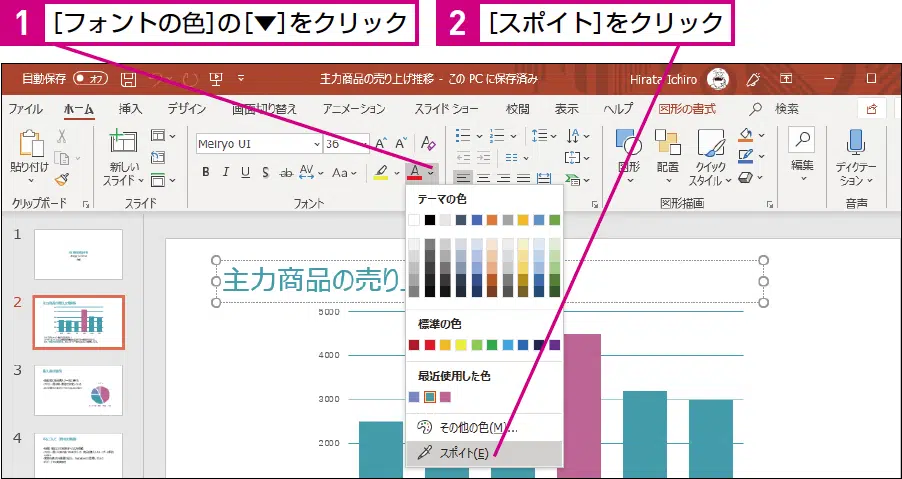 1 [フォントの色]の[▼]をクリック
2 [スポイト]をクリック
自動保存 オフ
主力商品の売り上げ推移 - この PC に保存済み
Hirata Ichiro
ファイル ホーム 挿入 デザイン 画面切り替え アニメーション スライド ショー 校閲 表示 ヘルプ 図形の書式 検索
貼り付け
新しい
スライド
Meiryo UI 36
B I U S ab AV Aa A
図形 配置 クイック
スタイル
編集
ディクテー
ション
クリップボード スライド フォント 図形描画 音声
テーマの色
標準の色
最近使用した色
その他の色(M)...
スポイト(E)
1
2
3
4
主力商品の売り上
5000
4000
3000
2000